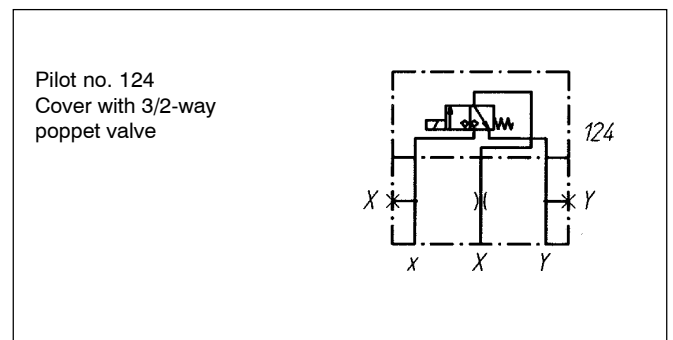 Pilot no. 124
Cover with 3/2-way
poppet valve
124
X Y
x X Y